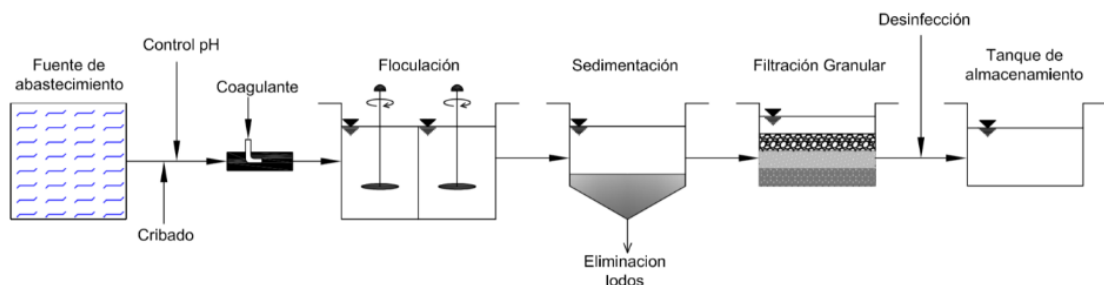 Fuente de
abastecimiento
Control pH
Cribado
Coagulante
Floculación
Sedimentación
Eliminacion
lodos
Filtración Granular
Desinfección
Tanque de
almacenamiento